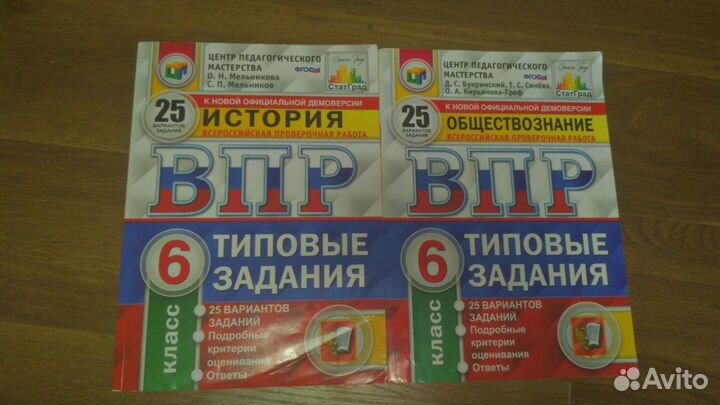 ЦЕНТР ПЕДАГОГИЧЕСКОГО
МАСТЕРСТВА
О. Н. Мельникова
С. П. Мельников
ФГОС
СтатГрад
25
ВАРИАНТОВ
ЗАДАНИЙ
К НОВОЙ ОФИЦИАЛЬНОЙ ДЕМОВЕРСИИ
ИСТОРИЯ
ВСЕРОССИЙСКАЯ ПРОВЕРОЧНАЯ РАБОТА
ВПР
6
КЛАСС
ТИПОВЫЕ
ЗАДАНИЯ
25 ВАРИАНТОВ
ЗАДАНИЙ
Подробные
критерии
оценивания
Ответы
ЦЕНТР ПЕДАГОГИЧЕСКОГО
МАСТЕРСТВА
Д. С. Букринский, Т. С. Синёва,
О. А. Кирьянова-Греф
ФГОС
СтатГрад
25
ВАРИАНТОВ
ЗАДАНИЙ
К НОВОЙ ОФИЦИАЛЬНОЙ ДЕМОВЕРСИИ
ОБЩЕСТВОЗНАНИЕ
ВСЕРОССИЙСКАЯ ПРОВЕРОЧНАЯ РАБОТА
ВПР
6
КЛАСС
ТИПОВЫЕ
ЗАДАНИЯ
25 ВАРИАНТОВ
ЗАДАНИЙ
Подробные
критерии
оценивания
Ответы
Avito